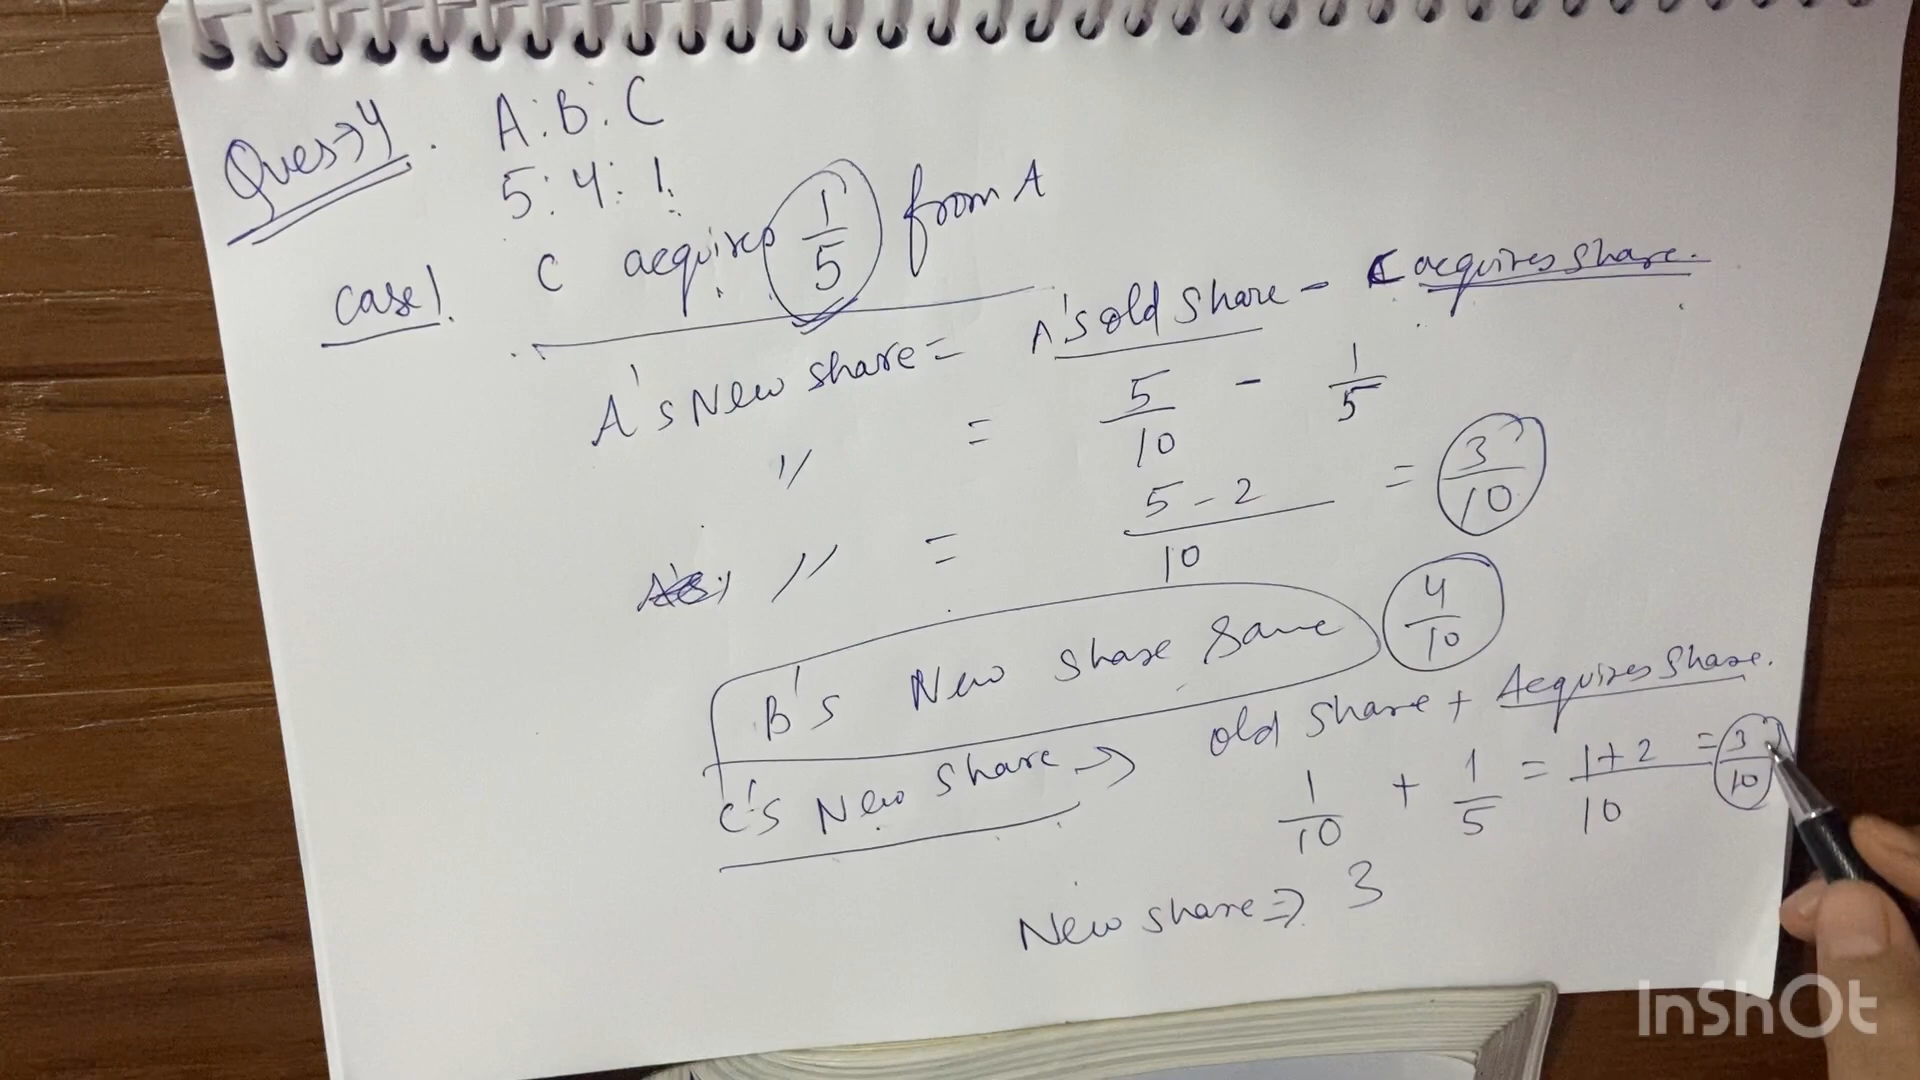 Ques→4. A:B:C
5:4:1
Case 1. C acquires 1/5 from A
A's New share = A's old share - C acquires share.
" = 5/10 - 1/5
" = 5-2/10 = 3/10
B's New share same 4/10
C's New share → old share + Acquires share.
1/10 + 1/5 = 1+2/10 = 3/10
New share ⇒ 3
InShOt